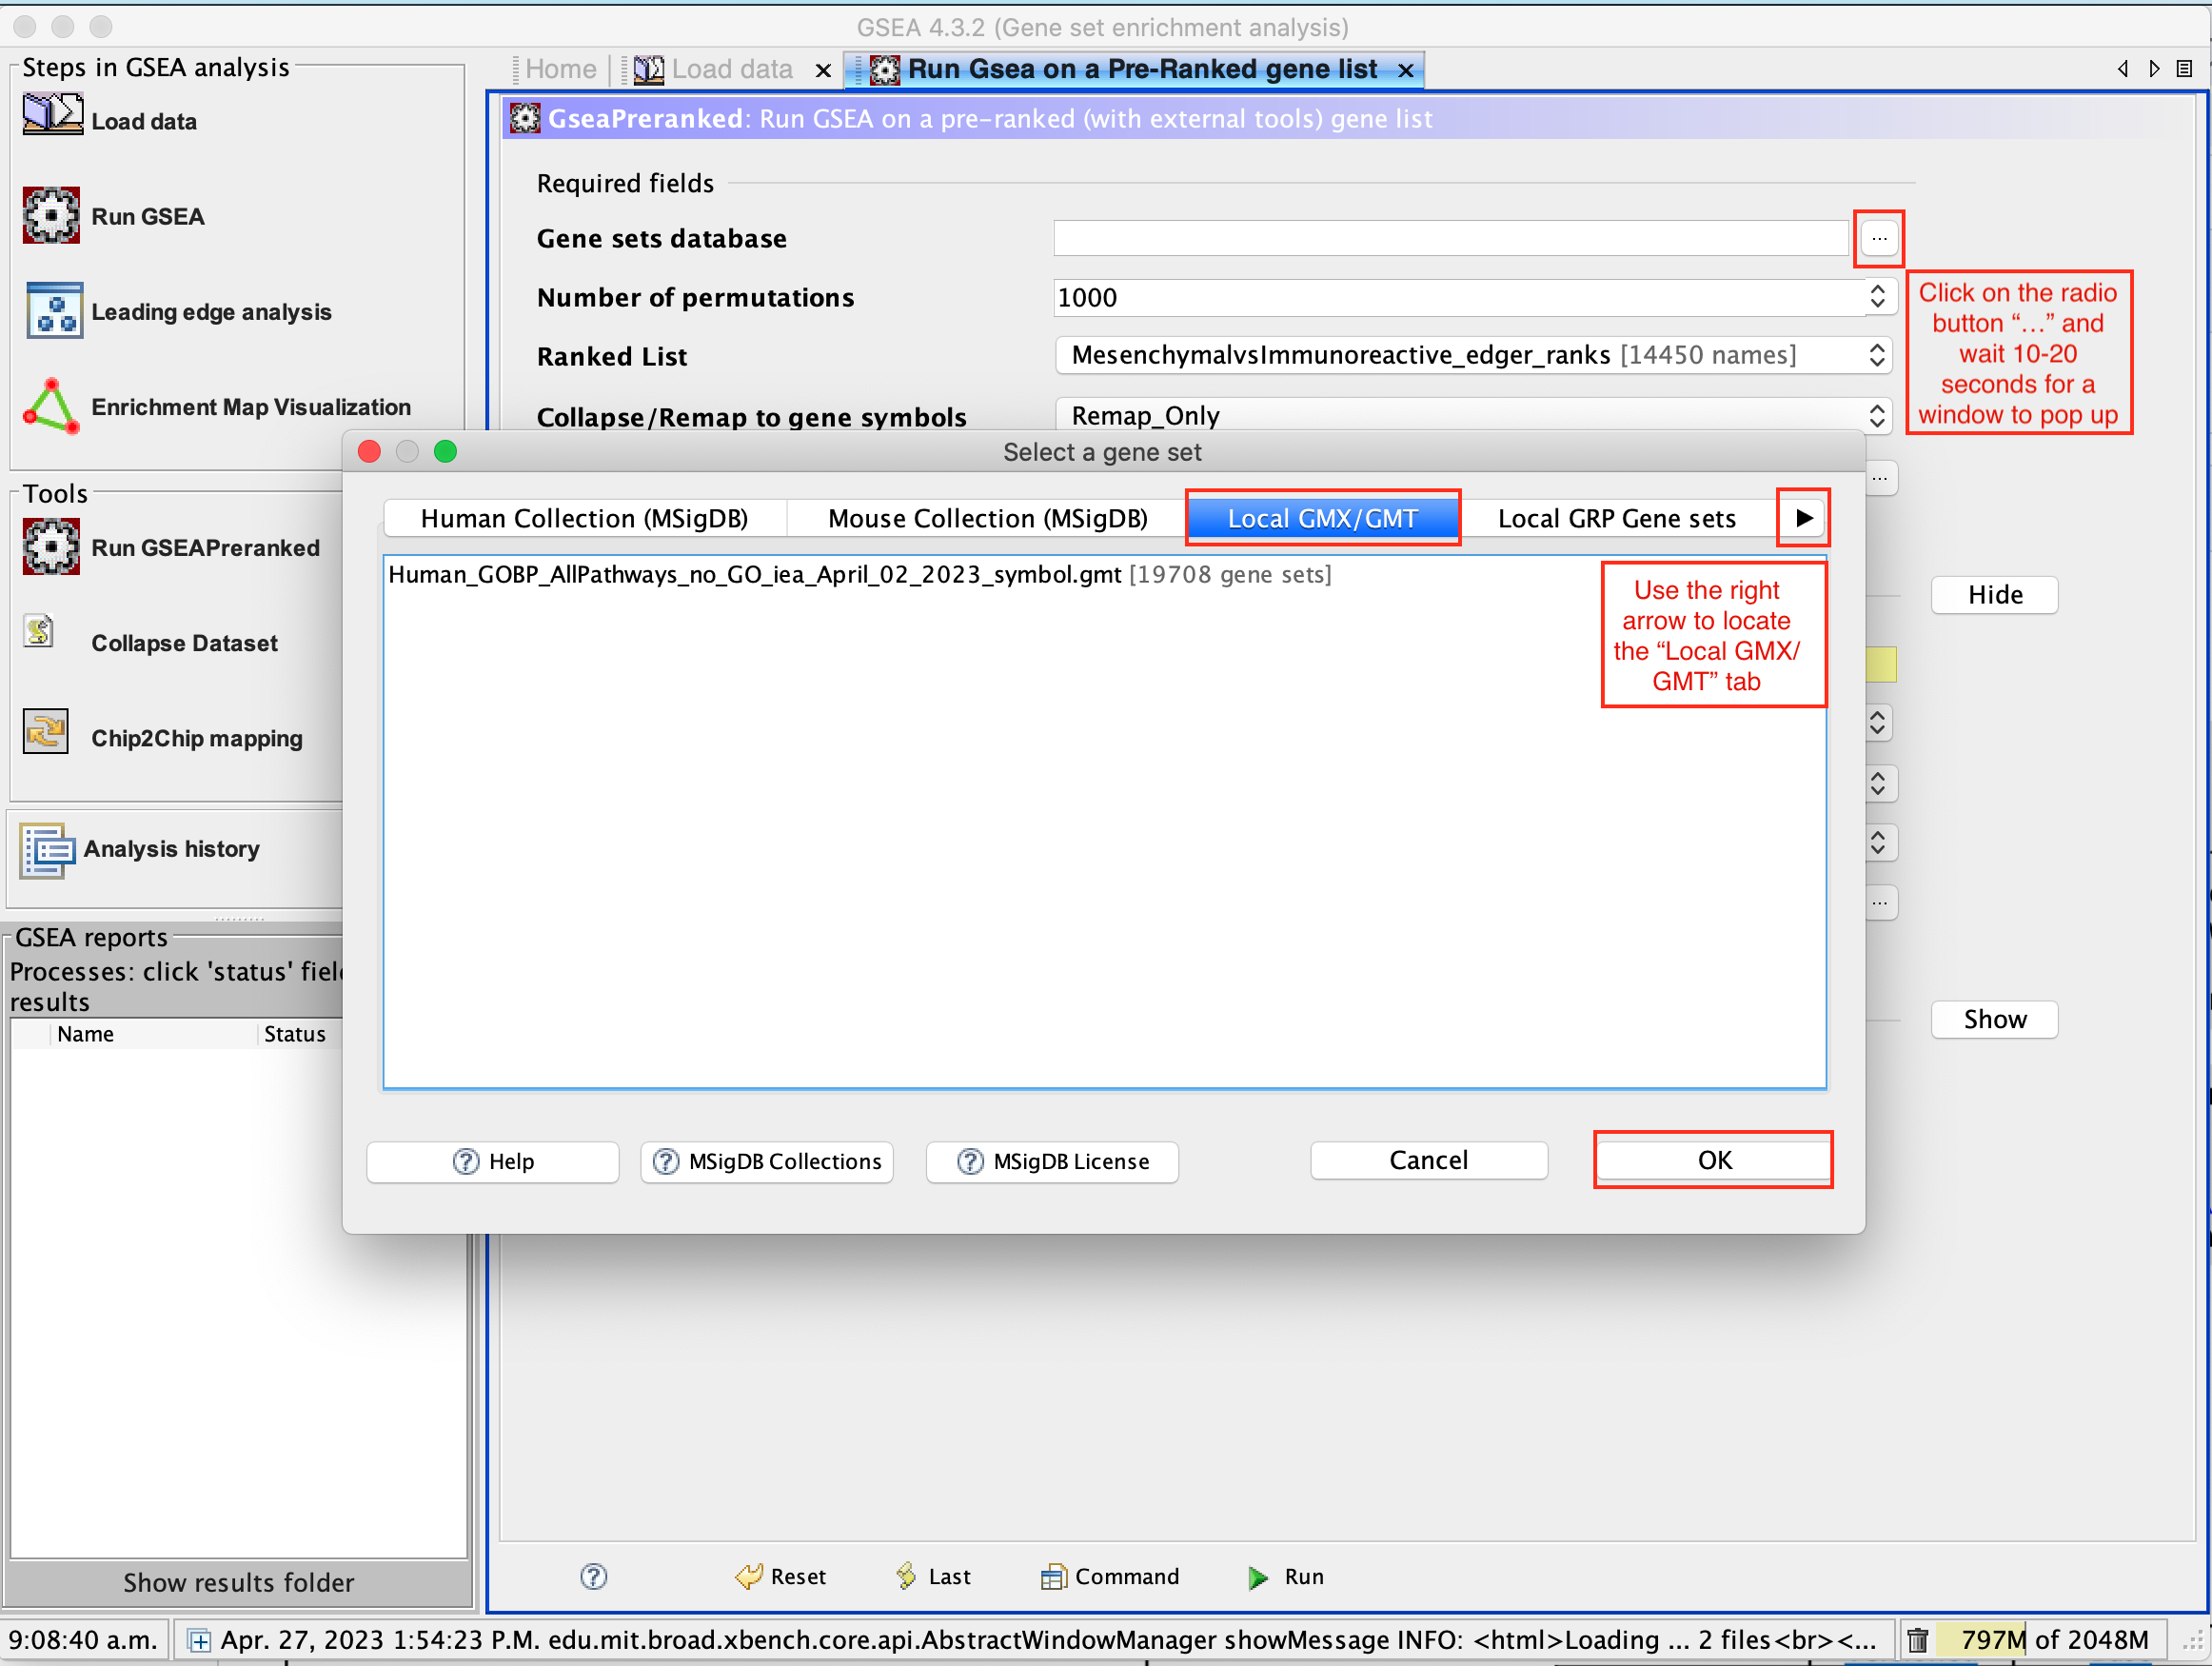 GSEA 4.3.2 (Gene set enrichment analysis)
Steps in GSEA analysis
Load data
Run GSEA
Leading edge analysis
Enrichment Map Visualization
Tools
Run GSEAPreranked
Collapse Dataset
Chip2Chip mapping
Analysis history
GSEA reports
Processes: click 'status' fiel
results
Name Status
Show results folder
Home Load data × Run Gsea on a Pre-Ranked gene list ×
GseaPreranked: Run GSEA on a pre-ranked (with external tools) gene list
Required fields
Gene sets database ...
Number of permutations 1000
Ranked List MesenchymalvsImmunoreactive_edger_ranks [14450 names]
Collapse/Remap to gene symbols Remap_Only
Click on the radio
button “...” and
wait 10-20
seconds for a
window to pop up
...
Hide
...
Show
Select a gene set
Human Collection (MSigDB) Mouse Collection (MSigDB) Local GMX/GMT Local GRP Gene sets
Human_GOBP_AllPathways_no_GO_iea_April_02_2023_symbol.gmt [19708 gene sets]
Use the right
arrow to locate
the “Local GMX/
GMT” tab
? Help ? MSigDB Collections ? MSigDB License Cancel OK
? Reset Last Command Run
9:08:40 a.m. Apr. 27, 2023 1:54:23 P.M. edu.mit.broad.xbench.core.api.AbstractWindowManager showMessage INFO: <html>Loading ... 2 files<br><... 797M of 2048M